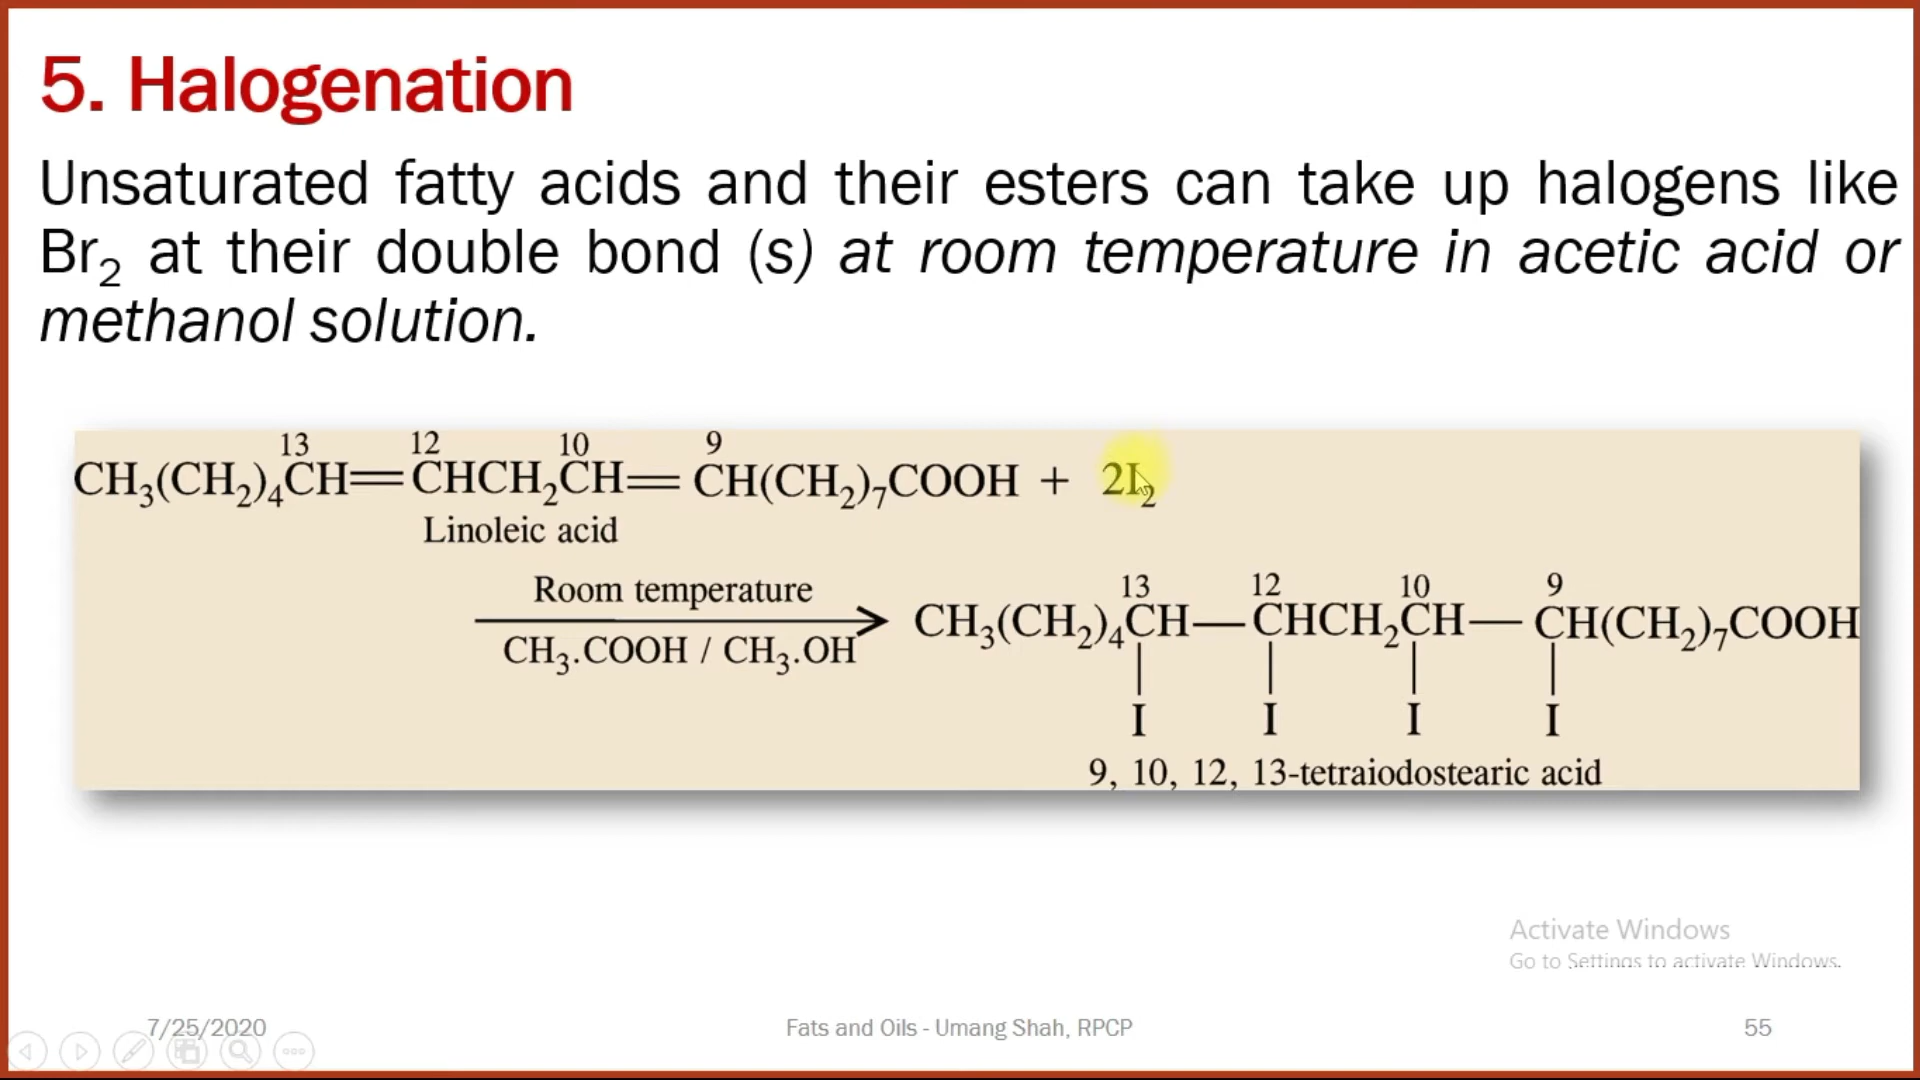 5. Halogenation
Unsaturated fatty acids and their esters can take up halogens like
Br₂ at their double bond (s) at room temperature in acetic acid or
methanol solution.
13 12 10 9
CH₃(CH₂)₄CH=CHCH₂CH=CH(CH₂)₇COOH + 2I₂
Linoleic acid
Room temperature
CH₃.COOH / CH₃.OH
13 12 10 9
CH₃(CH₂)₄CH—CHCH₂CH—CH(CH₂)₇COOH
I I I I
9, 10, 12, 13-tetraiodostearic acid
Activate Windows
Go to Settings to activate Windows.
7/25/2020
Fats and Oils - Umang Shah, RPCP
55